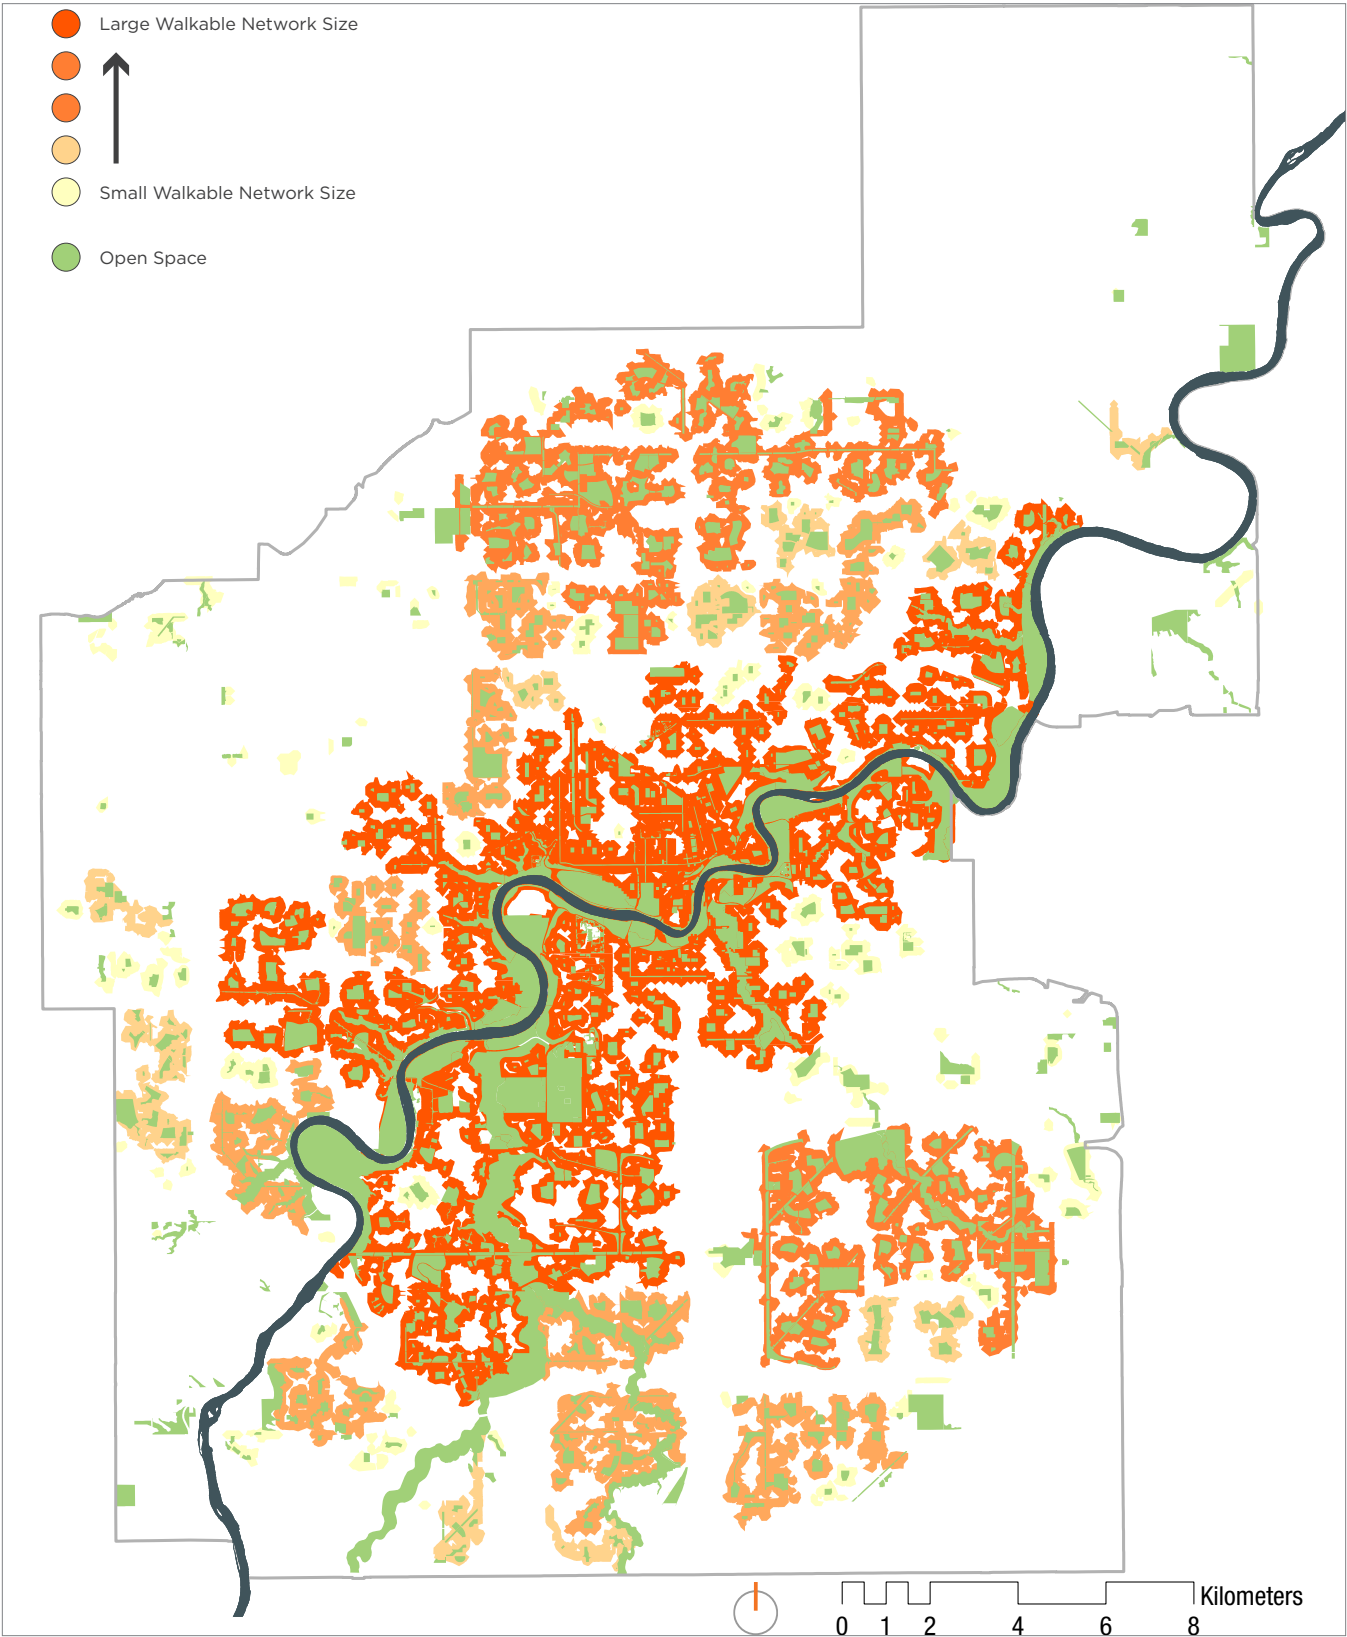 Large Walkable Network Size
Small Walkable Network Size
Open Space
Kilometers
0 1 2 4 6 8